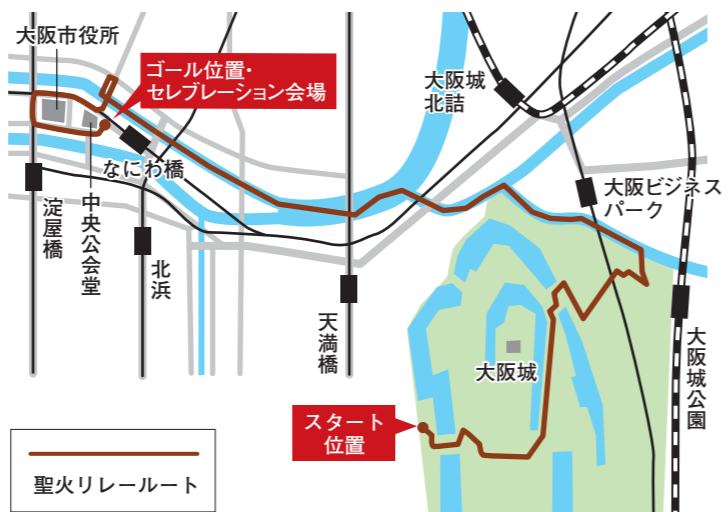 大阪市役所
ゴール位置・
セレブレーション会場
大阪城
北詰
なにわ橋
大阪ビジネス
パーク
淀屋橋
中央公会堂
北浜
天満橋
大阪城
大阪城公園
スタート
位置
聖火リレールート